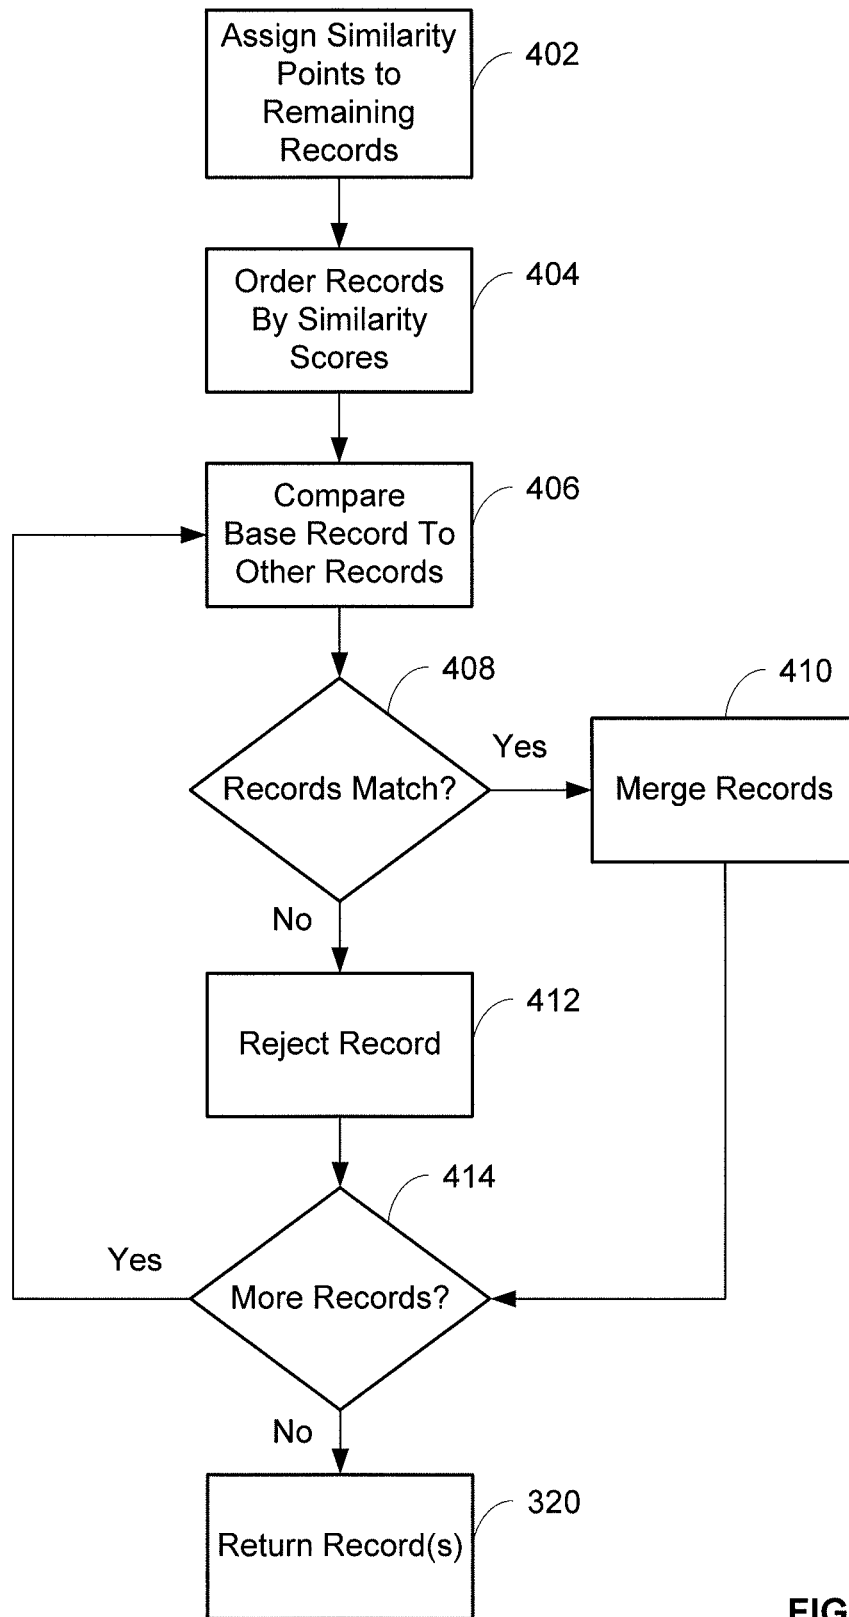 Assign Similarity
Points to
Remaining
Records
402
Order Records
By Similarity
Scores
404
Compare
Base Record To
Other Records
406
408
Records Match?
Yes
410
Merge Records
No
Reject Record
412
414
Yes
More Records?
No
Return Record(s)
320
FIG